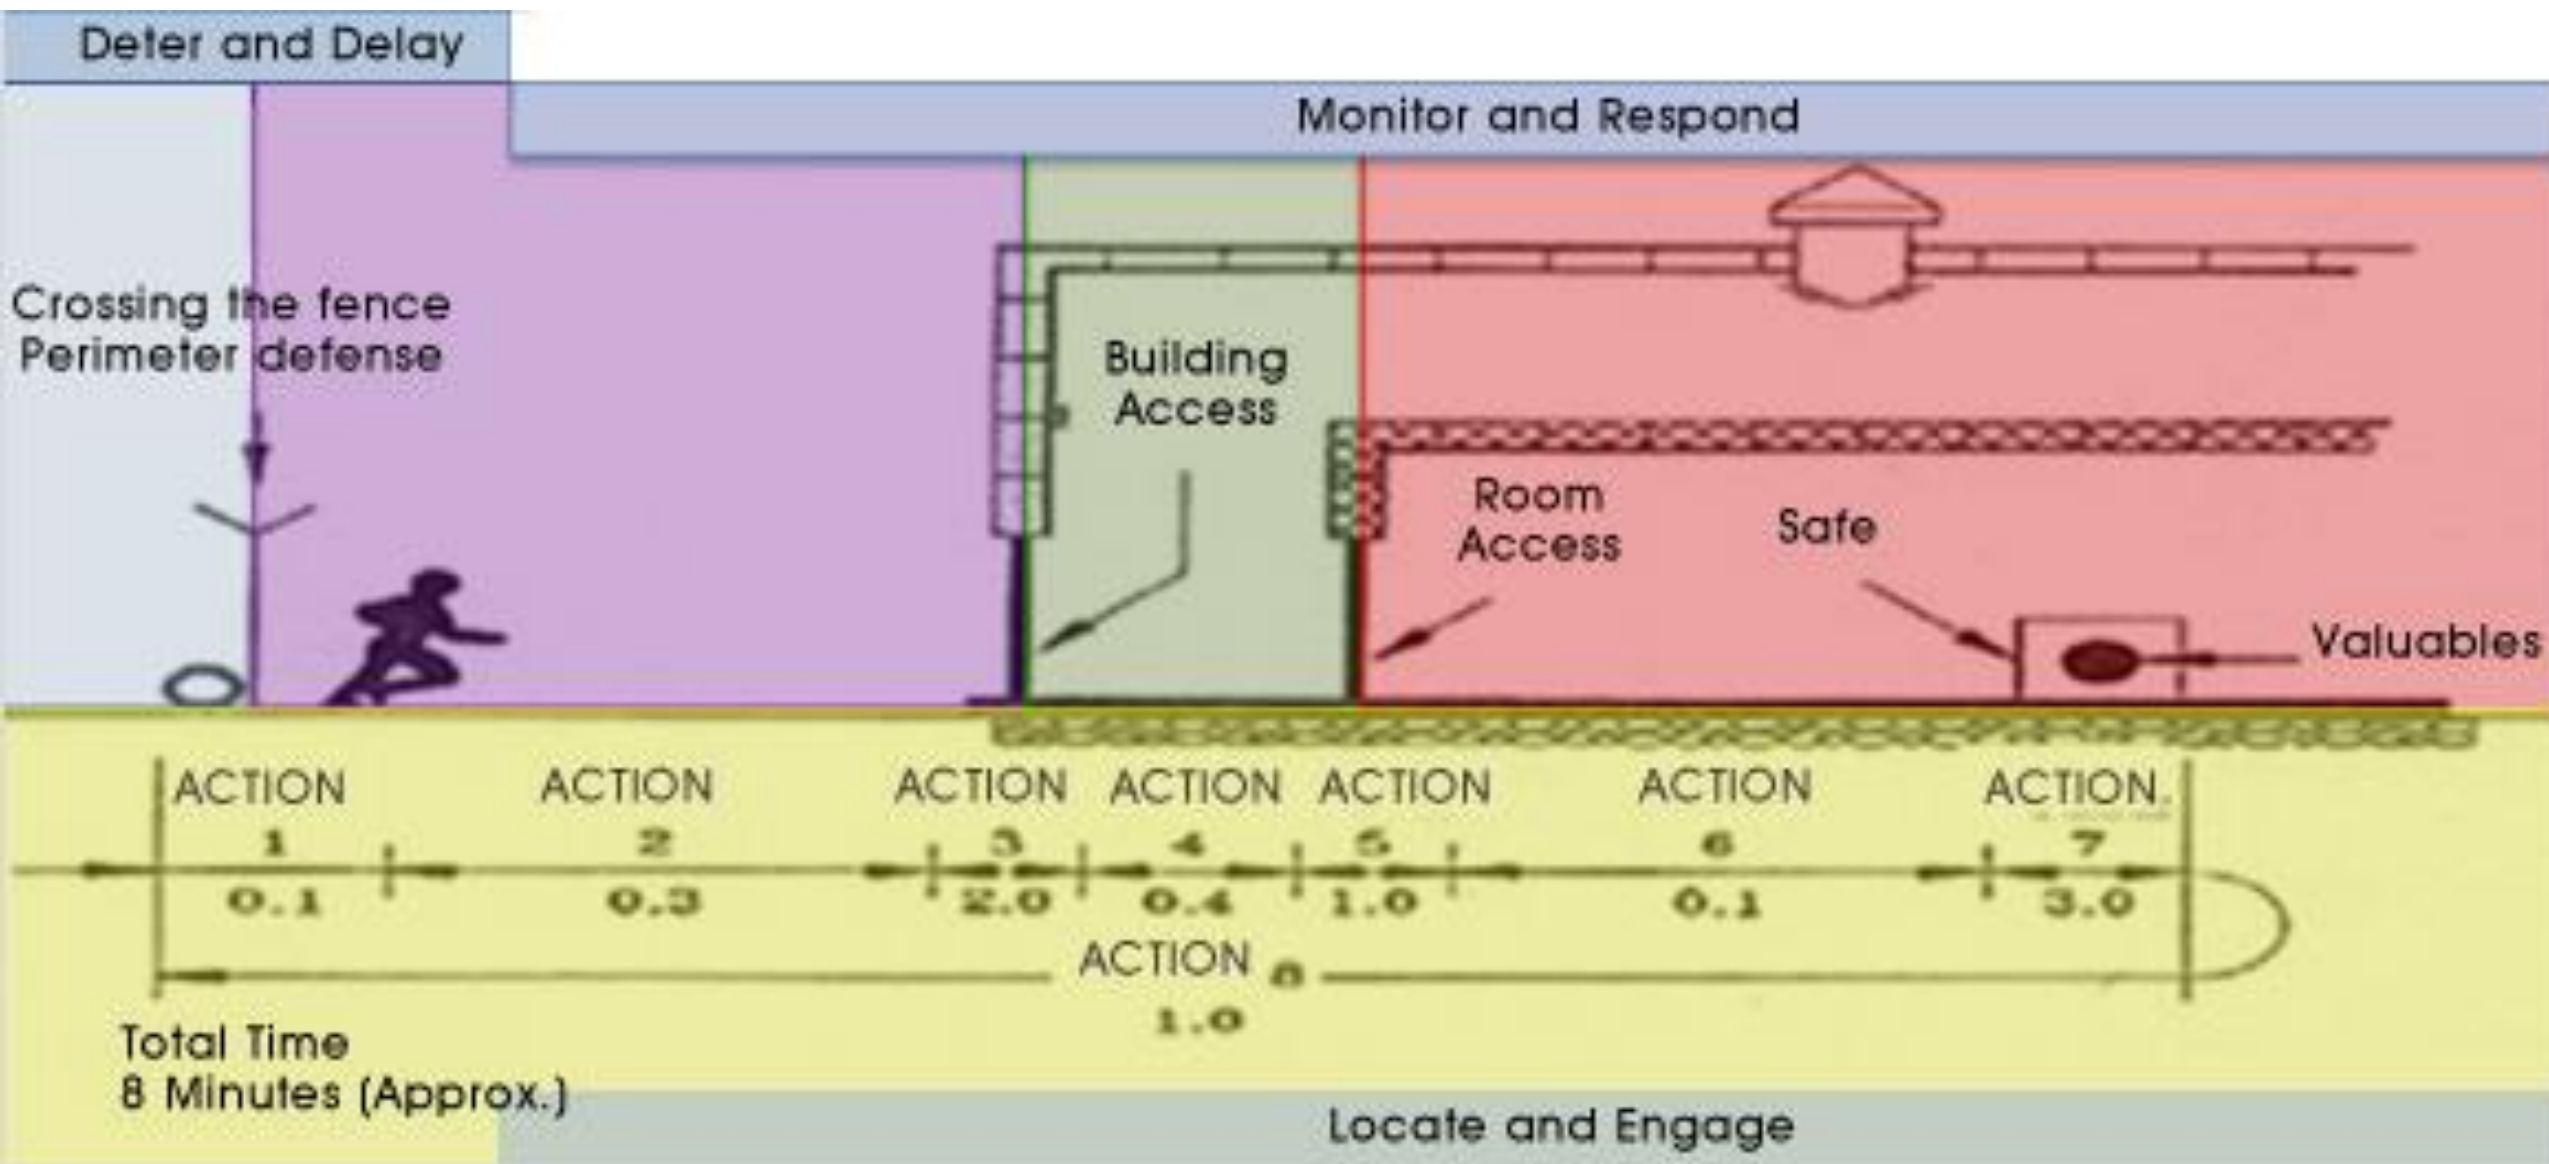 Deter and Delay
Monitor and Respond
Crossing the fence
Perimeter defense
Building
Access
Room
Access
Safe
Valuables
ACTION ACTION ACTION ACTION ACTION ACTION ACTION.
1 2 3 4 5 6 7
0.1 0.3 2.0 0.4 1.0 0.1 3.0
ACTION 8
1.0
Total Time
8 Minutes (Approx.)
Locate and Engage